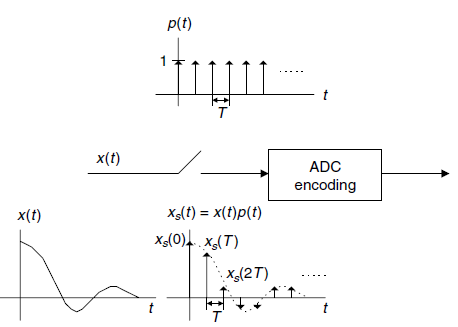 p(t)
1
.....
t
T
x(t)
ADC
encoding
x(t)
xₛ(t) = x(t)p(t)
xₛ(0)
xₛ(T)
xₛ(2T)
.....
t
T
t